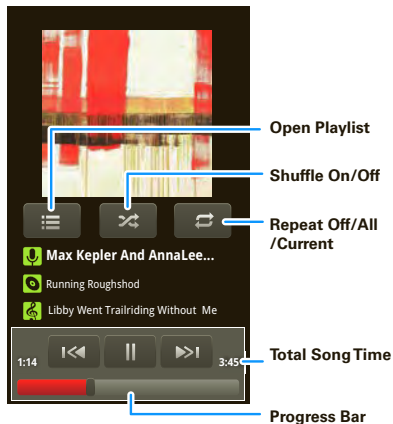 Open Playlist
Shuffle On/Off
Repeat Off/All
/Current
Max Kepler And AnnaLee...
Running Roughshod
Libby Went Trailriding Without Me
1:14
3:45
Total Song Time
Progress Bar